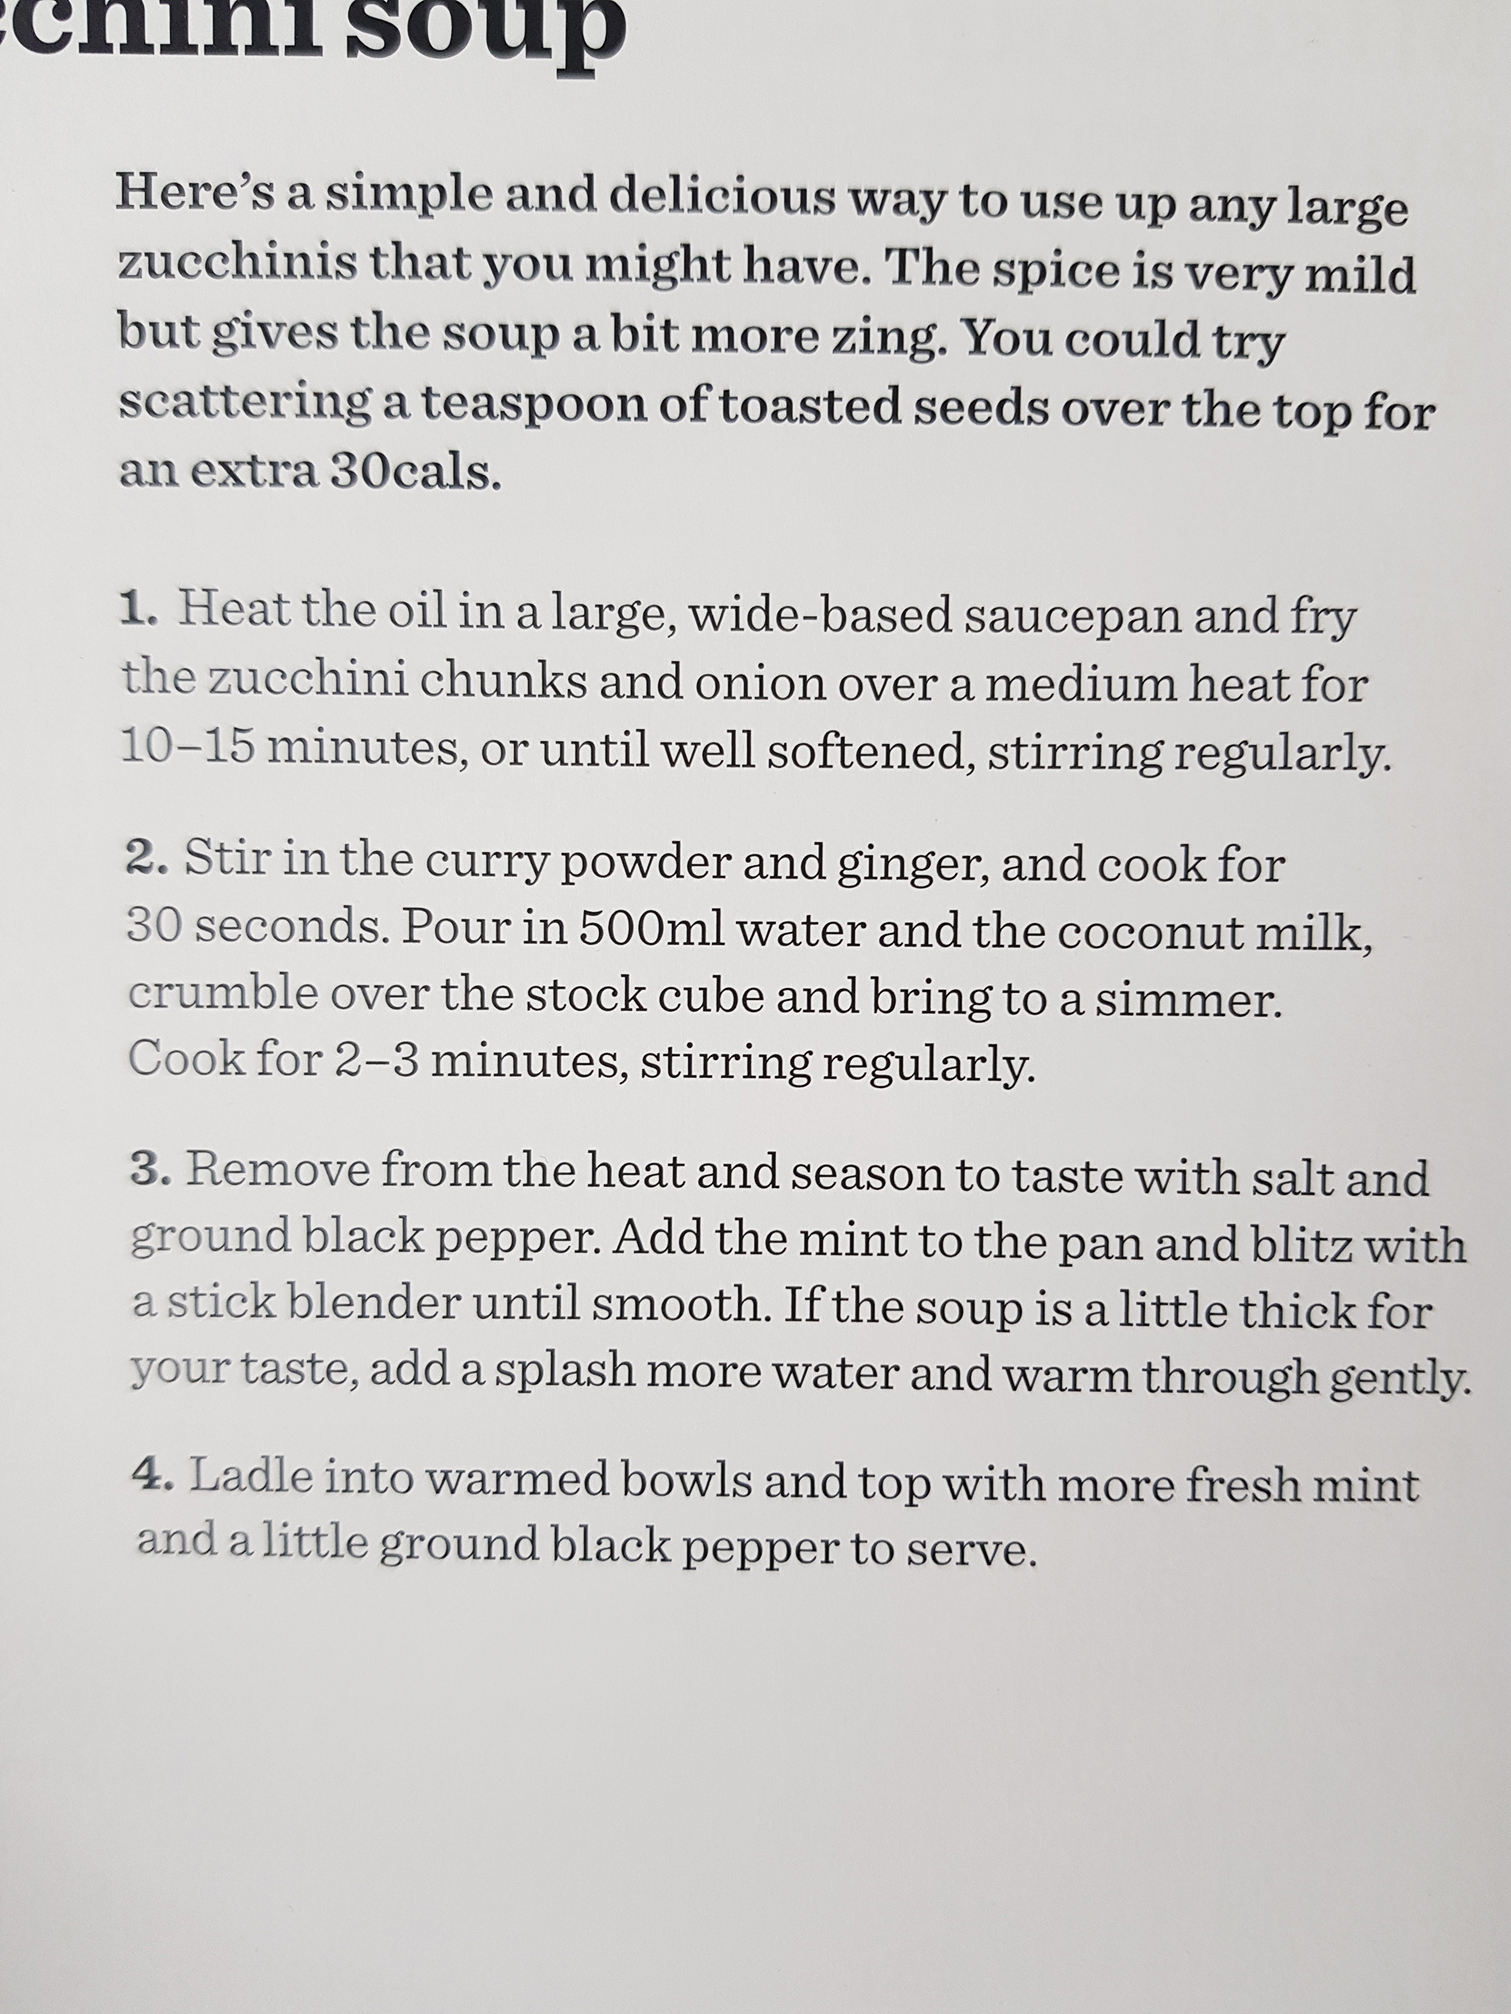 soup
Here's a simple and delicious way to use up any large
zucchinis that you might have. The spice is very mild
but gives the soup a bit more zing. You could try
scattering a teaspoon of toasted seeds over the top for
an extra 30cals.
1. Heat the oil in a large, wide-based saucepan and fry
the zucchini chunks and onion over a medium heat for
10–15 minutes, or until well softened, stirring regularly.
2. Stir in the curry powder and ginger, and cook for
30 seconds. Pour in 500ml water and the coconut milk,
crumble over the stock cube and bring to a simmer.
Cook for 2–3 minutes, stirring regularly.
3. Remove from the heat and season to taste with salt and
ground black pepper. Add the mint to the pan and blitz with
a stick blender until smooth. If the soup is a little thick for
your taste, add a splash more water and warm through gently.
4. Ladle into warmed bowls and top with more fresh mint
and a little ground black pepper to serve.